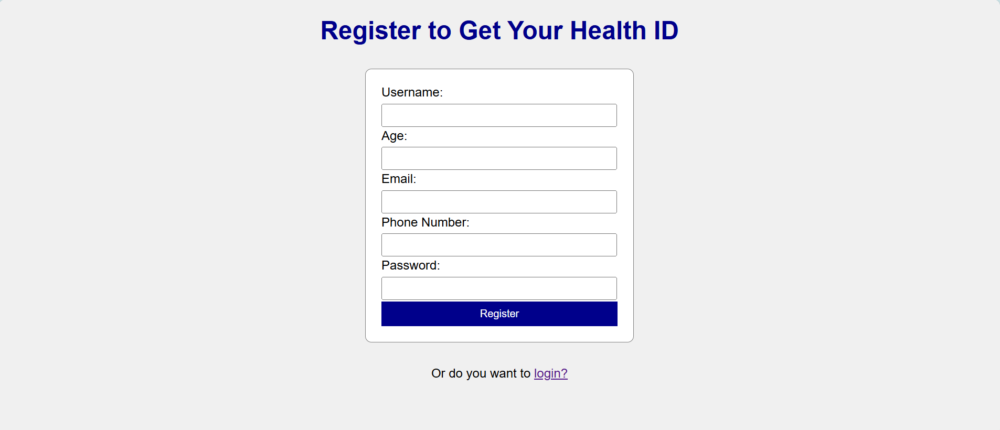 Register to Get Your Health ID
Username:
Age:
Email:
Phone Number:
Password:
Register
Or do you want to login?